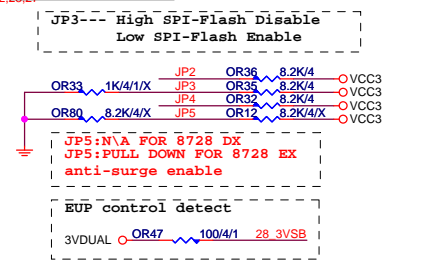 JP3--- High SPI-Flash Disable
Low SPI-Flash Enable
JP2 OR36 8.2K/4 VCC3
OR33 1K/4/1/X JP3 OR35 8.2K/4 VCC3
JP4 OR32 8.2K/4 VCC3
OR80 8.2K/4/X JP5 OR12 8.2K/4/X VCC3
JP5:N\A FOR 8728 DX
JP5:PULL DOWN FOR 8728 EX
anti-surge enable
EUP control detect
3VDUAL OR47 100/4/1 28_3VSB